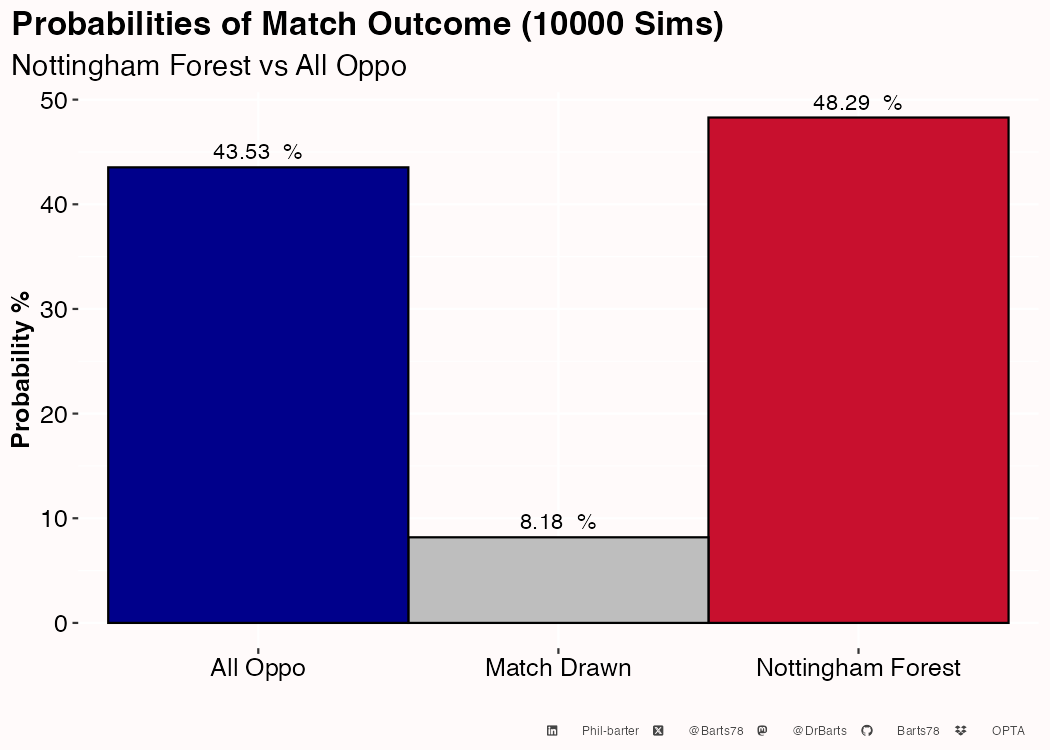 Probabilities of Match Outcome (10000 Sims)
Nottingham Forest vs All Oppo
50
48.29 %
43.53 %
40
30
Probability %
20
10
8.18 %
0
All Oppo Match Drawn Nottingham Forest
Phil-barter @Barts78 @DrBarts Barts78 OPTA